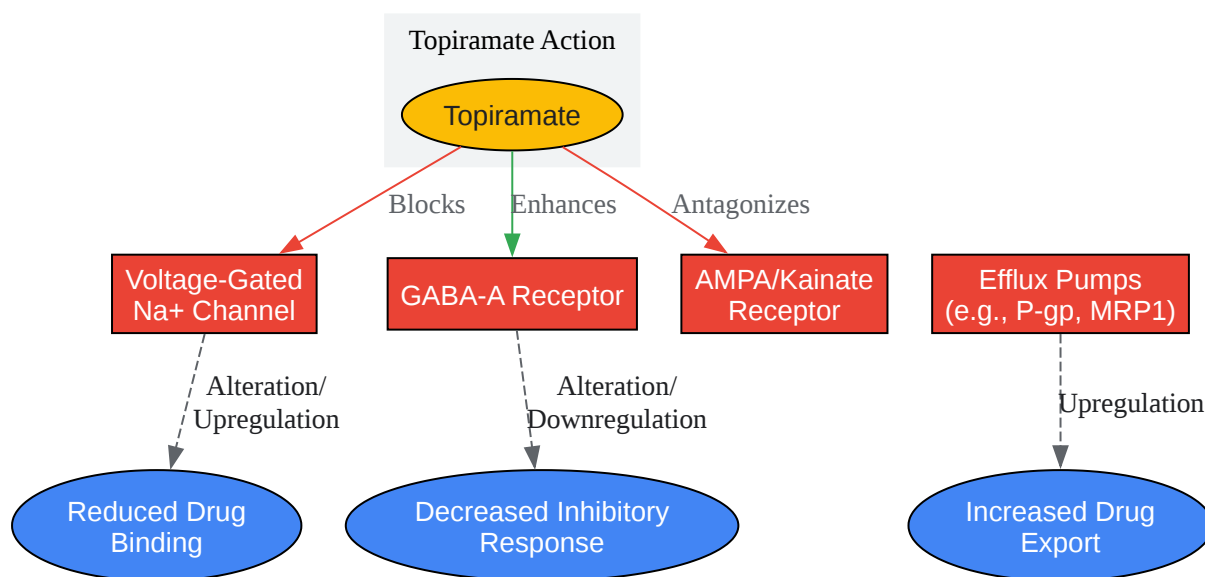 Topiramate Action
Topiramate
Blocks
Enhances
Antagonizes
Voltage-Gated
Na+ Channel
GABA-A Receptor
AMPA/Kainate
Receptor
Efflux Pumps
(e.g., P-gp, MRP1)
Alteration/
Upregulation
Alteration/
Downregulation
Upregulation
Reduced Drug
Binding
Decreased Inhibitory
Response
Increased Drug
Export